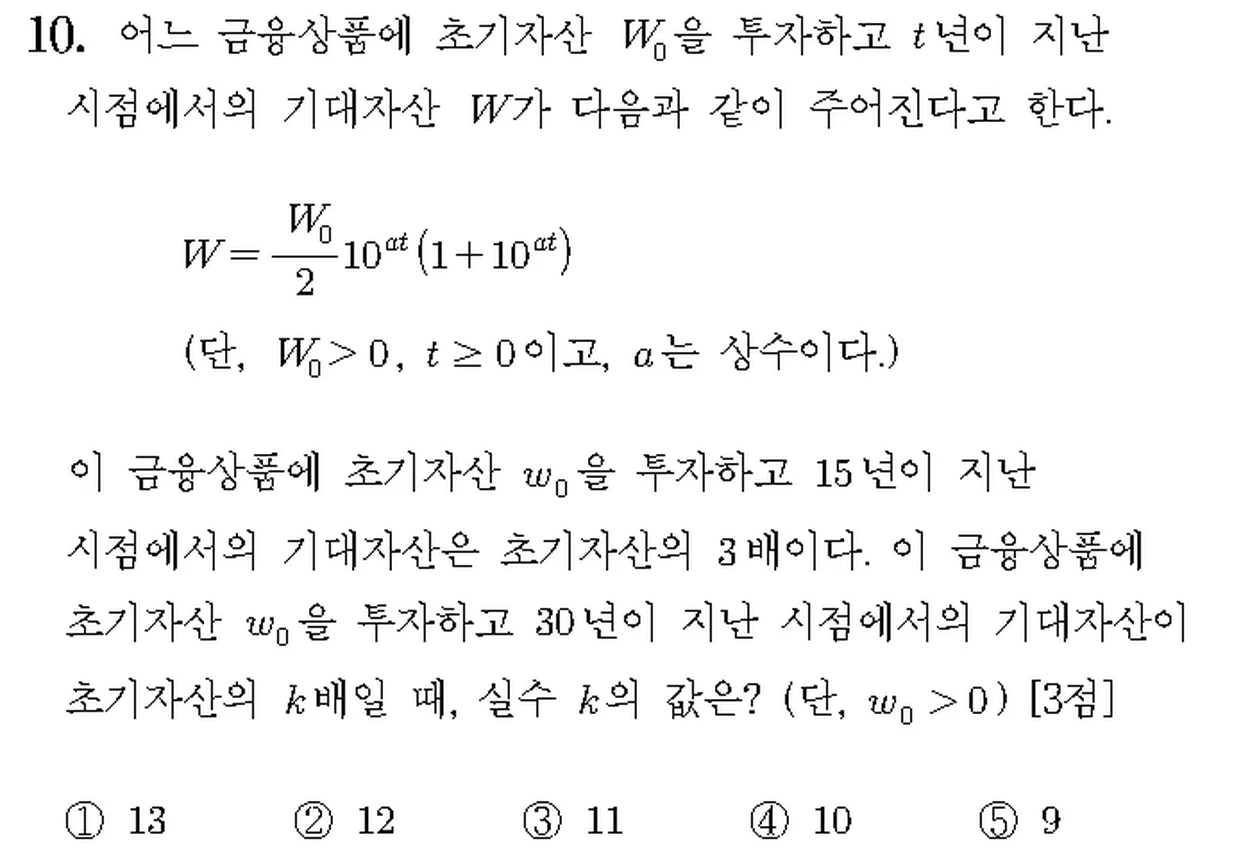 10. 어느 금융상품에 초기자산 W₀을 투자하고 t년이 지난
시점에서의 기대자산 W가 다음과 같이 주어진다고 한다.
W = W₀/2 10^{at}(1+10^{at})
(단, W₀>0, t≥0이고, a는 상수이다.)
이 금융상품에 초기자산 w₀을 투자하고 15년이 지난
시점에서의 기대자산은 초기자산의 3배이다. 이 금융상품에
초기자산 w₀을 투자하고 30년이 지난 시점에서의 기대자산이
초기자산의 k배일 때, 실수 k의 값은? (단, w₀>0) [3점]
① 13 ② 12 ③ 11 ④ 10 ⑤ 9